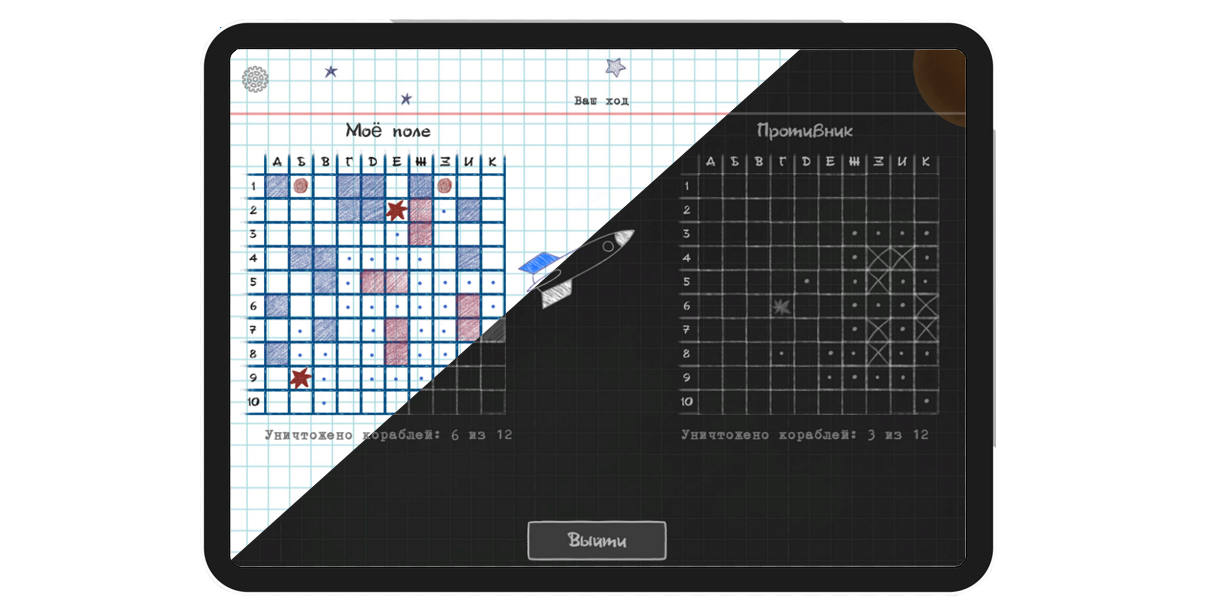 Ваш ход
Моё поле
А Б В Г D Е Ж З И К
1
2
3
4
5
6
7
8
9
10
Уничтожено кораблей: 6 из 12
Противник
А Б В Г D Е Ж З И К
1
2
3
4
5
6
7
8
9
10
Уничтожено кораблей: 3 из 12
Выйти